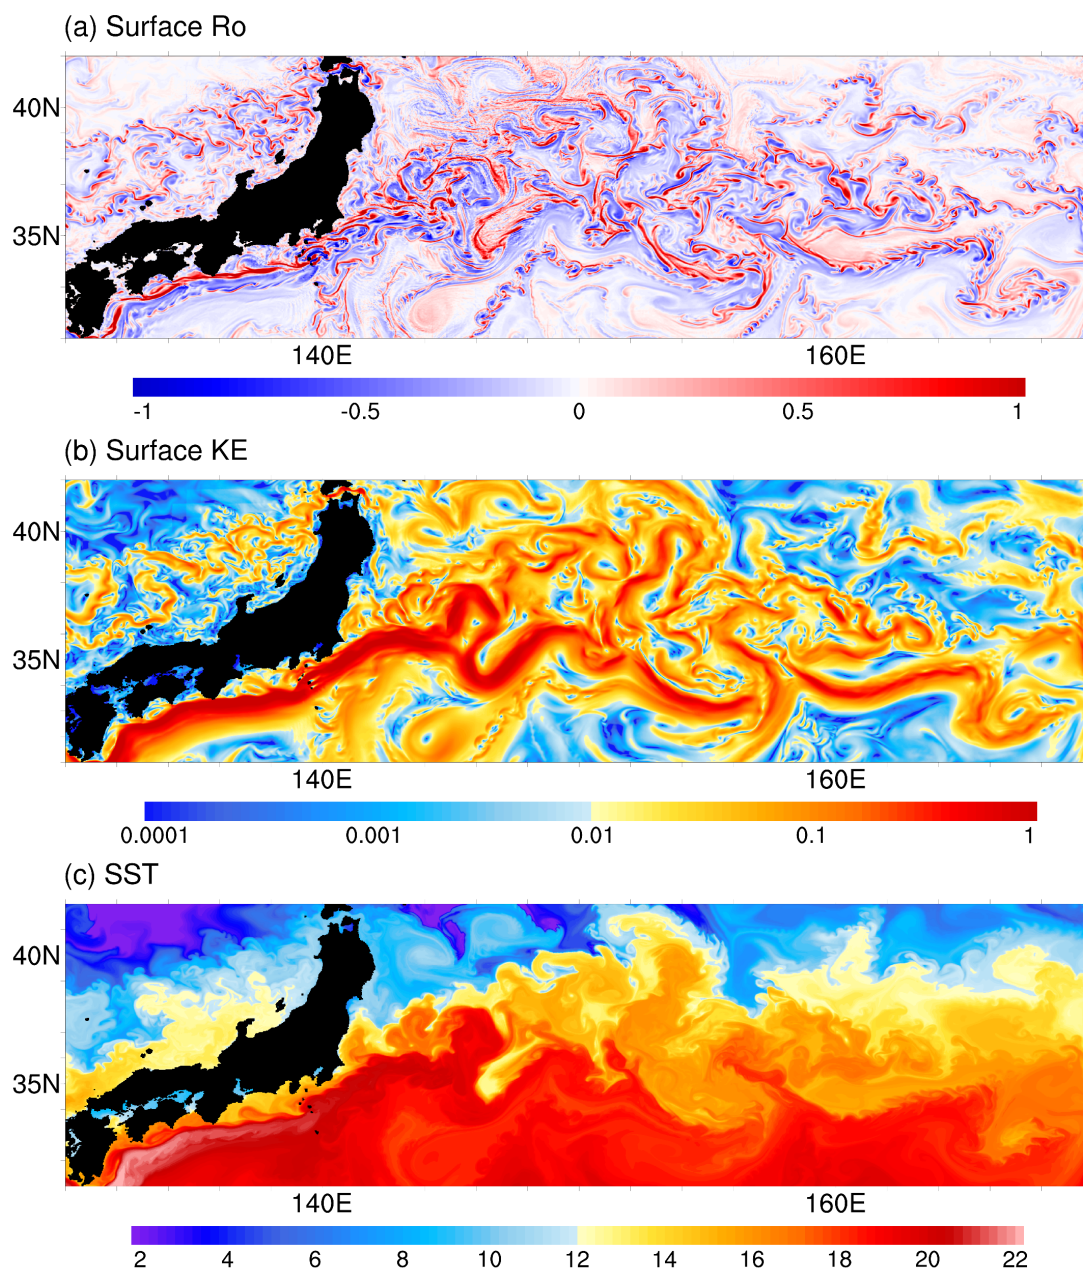 (a) Surface Ro
40N
35N
140E 160E
-1 -0.5 0 0.5 1
(b) Surface KE
40N
35N
140E 160E
0.0001 0.001 0.01 0.1 1
(c) SST
40N
35N
140E 160E
2 4 6 8 10 12 14 16 18 20 22